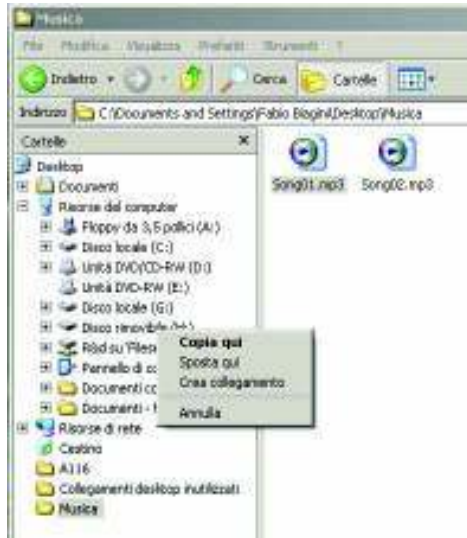 Musica
File Modifica Visualizza Preferiti Strumenti ?
Indietro Cerca Cartelle
Indirizzo C:\Documents and Settings\Fabio Biagini\Desktop\Musica
Cartelle
Desktop
Documenti
Risorse del computer
Floppy da 3,5 pollici (A:)
Disco locale (C:)
Unità DVD/CD-RW (D:)
Unità DVD-RW (E:)
Disco locale (G:)
Disco rimovibile (H:)
su
Pannello di
Documenti
Documenti -
Risorse di rete
Cestino
A116
Collegamenti desktop inutilizzati
Musica
Song01.mp3 Song02.mp3
Copia qui
Sposta qui
Crea collegamento
Annulla